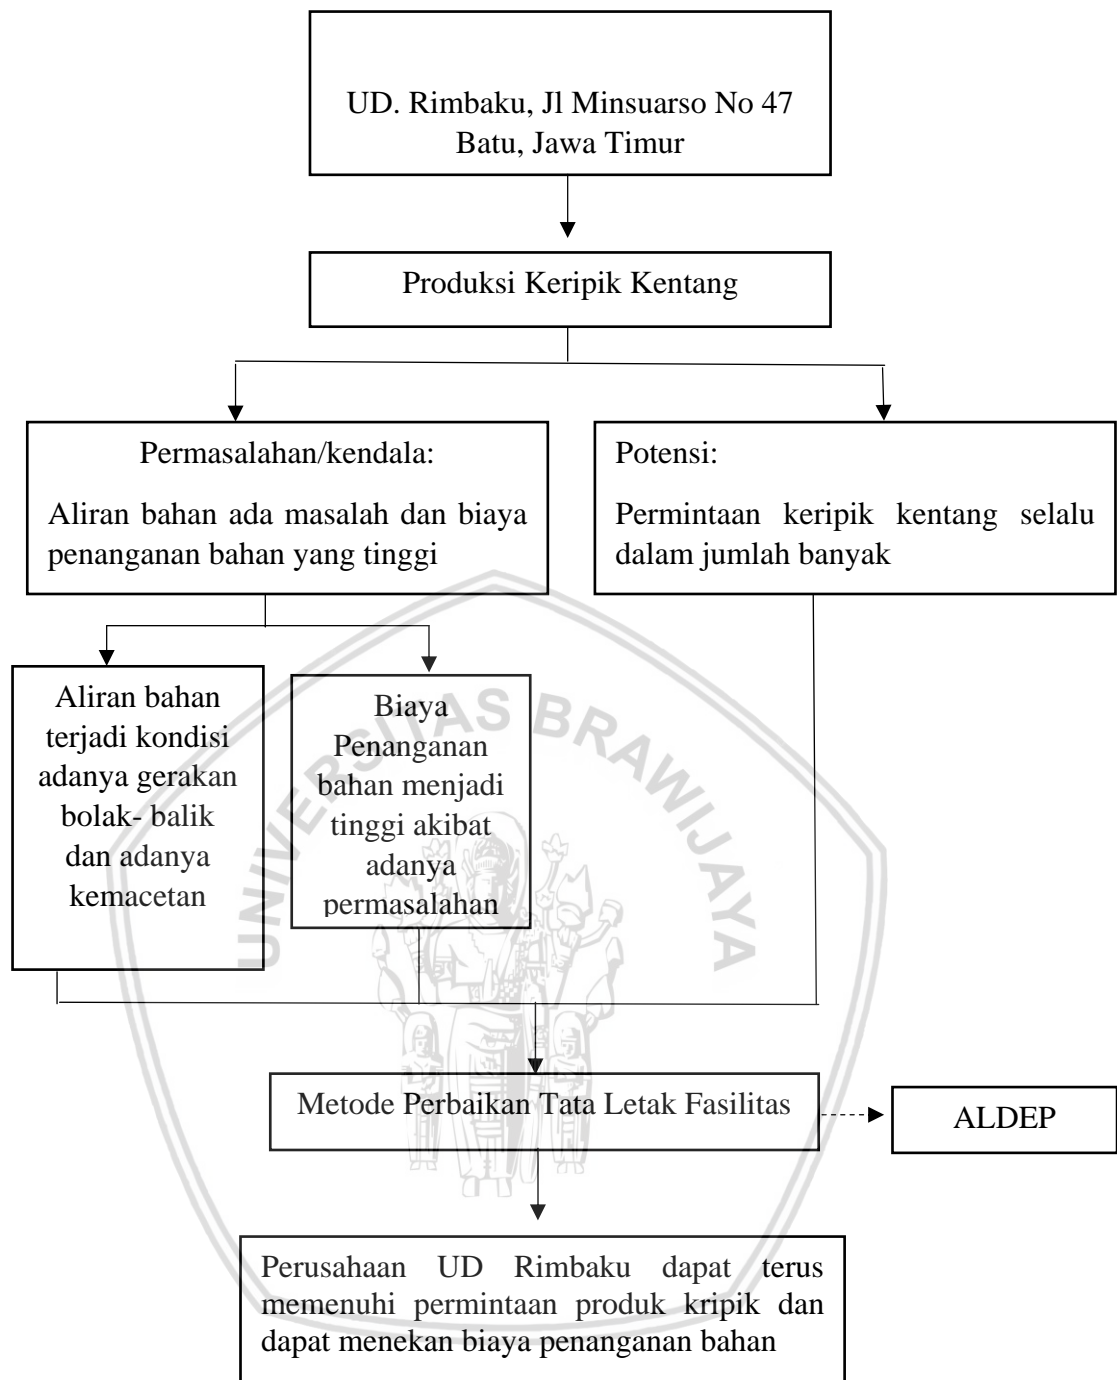 UD. Rimbaku, Jl Minsuarso No 47
Batu, Jawa Timur
Produksi Keripik Kentang
Permasalahan/kendala:
Aliran bahan ada masalah dan biaya
penanganan bahan yang tinggi
Potensi:
Permintaan keripik kentang selalu
dalam jumlah banyak
Aliran bahan
terjadi kondisi
adanya gerakan
bolak- balik
dan adanya
kemacetan
Biaya
Penanganan
bahan menjadi
tinggi akibat
adanya
permasalahan
UNIVERSITAS BRAWIJAYA
Metode Perbaikan Tata Letak Fasilitas
ALDEP
Perusahaan UD Rimbaku dapat terus
memenuhi permintaan produk kripik dan
dapat menekan biaya penanganan bahan